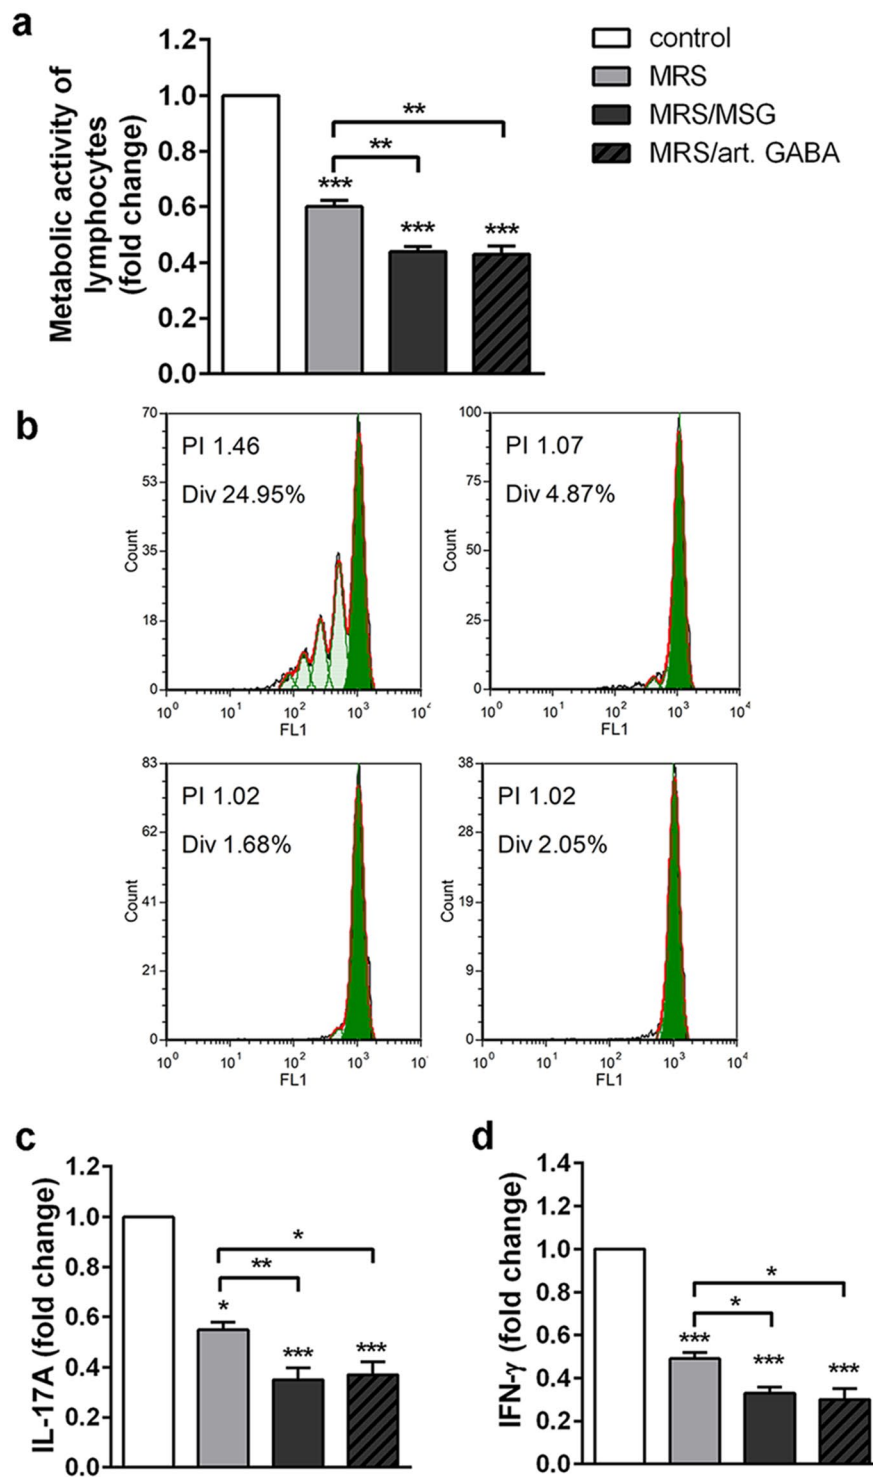 a
Metabolic activity of
lymphocytes
(fold change)
1.2
1.0
0.8
0.6
0.4
0.2
0.0
**
**
***
***
***
control
MRS
MRS/MSG
MRS/art. GABA
b
PI 1.46
Div 24.95%
Count
70
53
35
18
0
10⁰ 10¹ 10² 10³ 10⁴
FL1
PI 1.07
Div 4.87%
Count
100
75
50
25
0
10⁰ 10¹ 10² 10³ 10⁴
FL1
PI 1.02
Div 1.68%
Count
83
62
41
21
0
10⁰ 10¹ 10² 10³
FL1
PI 1.02
Div 2.05%
Count
38
28
19
9
0
10⁰ 10¹ 10² 10³ 10⁴
FL1
c
IL-17A (fold change)
1.2
1.0
0.8
0.6
0.4
0.2
0.0
*
**
*
***
***
d
IFN-γ (fold change)
1.4
1.2
1.0
0.8
0.6
0.4
0.2
0.0
*
*
***
***
***